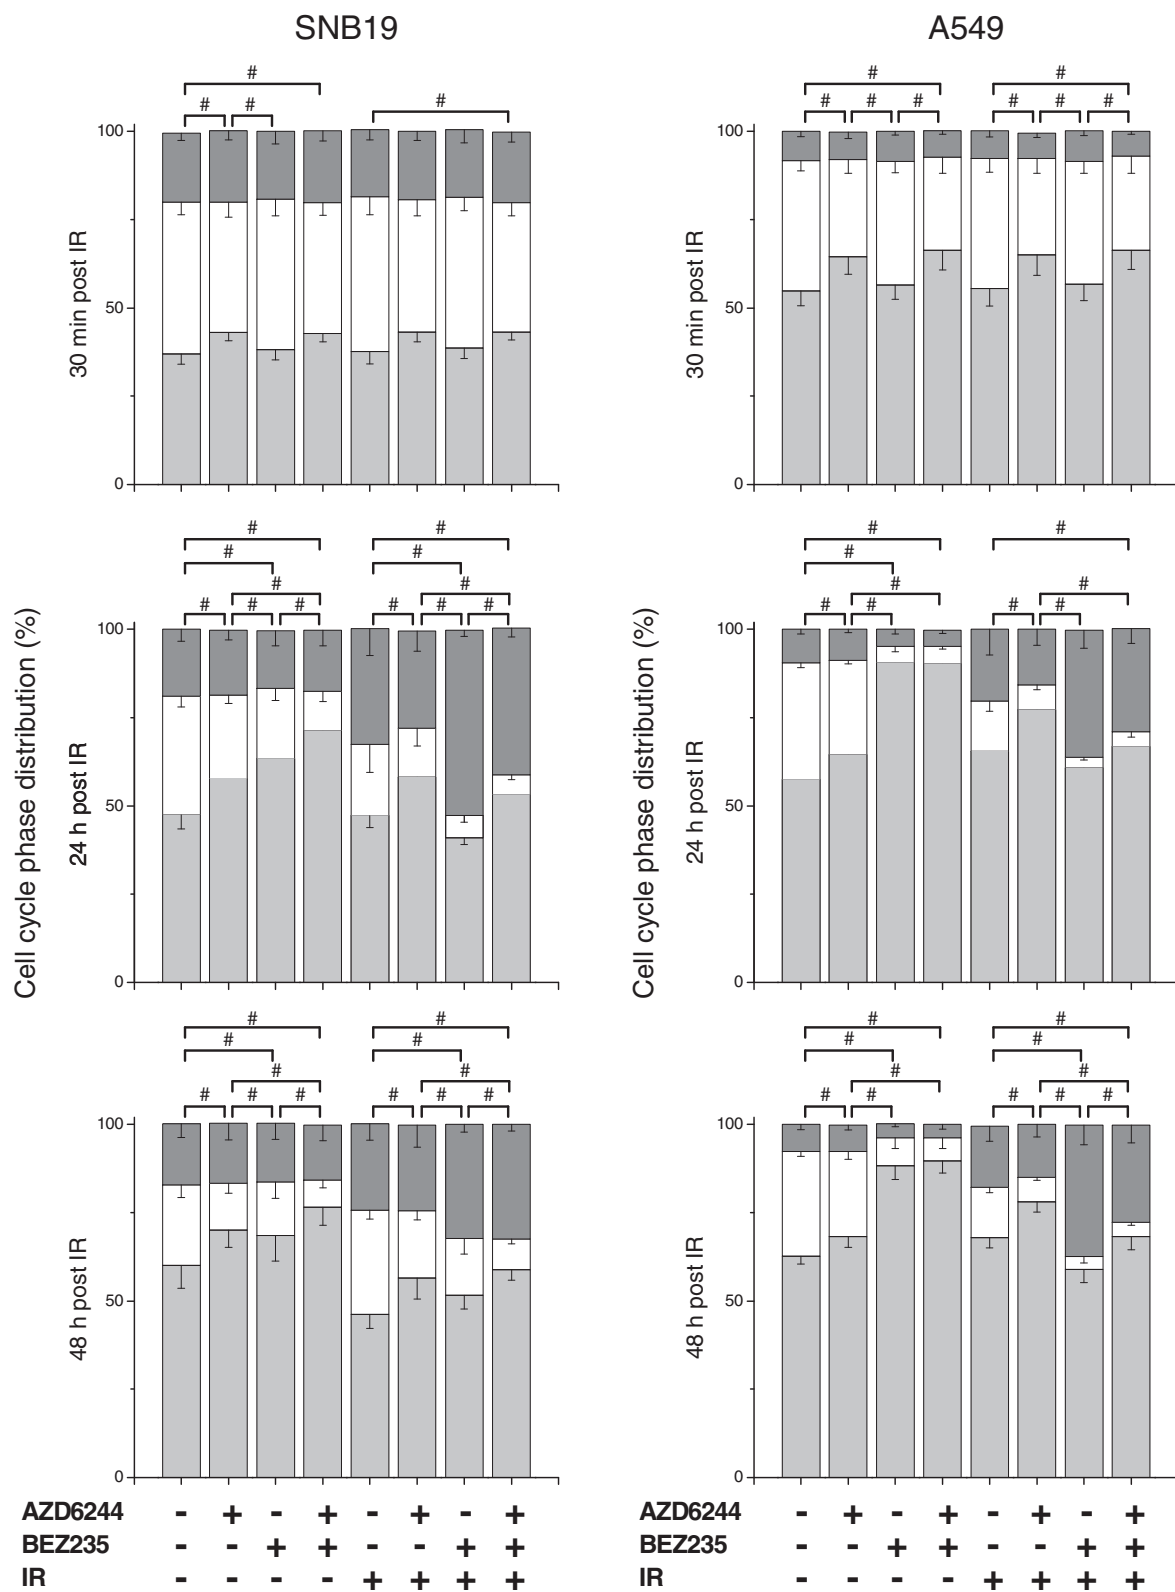 SNB19
#
# # #
100
50
0
30 min post IR
# #
# #
# #
# # # # # #
100
50
0
24 h post IR
# #
# #
# #
# # # # # #
100
50
0
48 h post IR
Cell cycle phase distribution (%)
AZD6244 - + - + - + - +
BEZ235 - - + + - - + +
IR - - - - + + + +
A549
# #
# # # # # #
100
50
0
30 min post IR
# #
#
# #
# # # #
100
50
0
24 h post IR
# #
# #
# #
# # # # #
100
50
0
48 h post IR
Cell cycle phase distribution (%)
AZD6244 - + - + - + - +
BEZ235 - - + + - - + +
IR - - - - + + + +